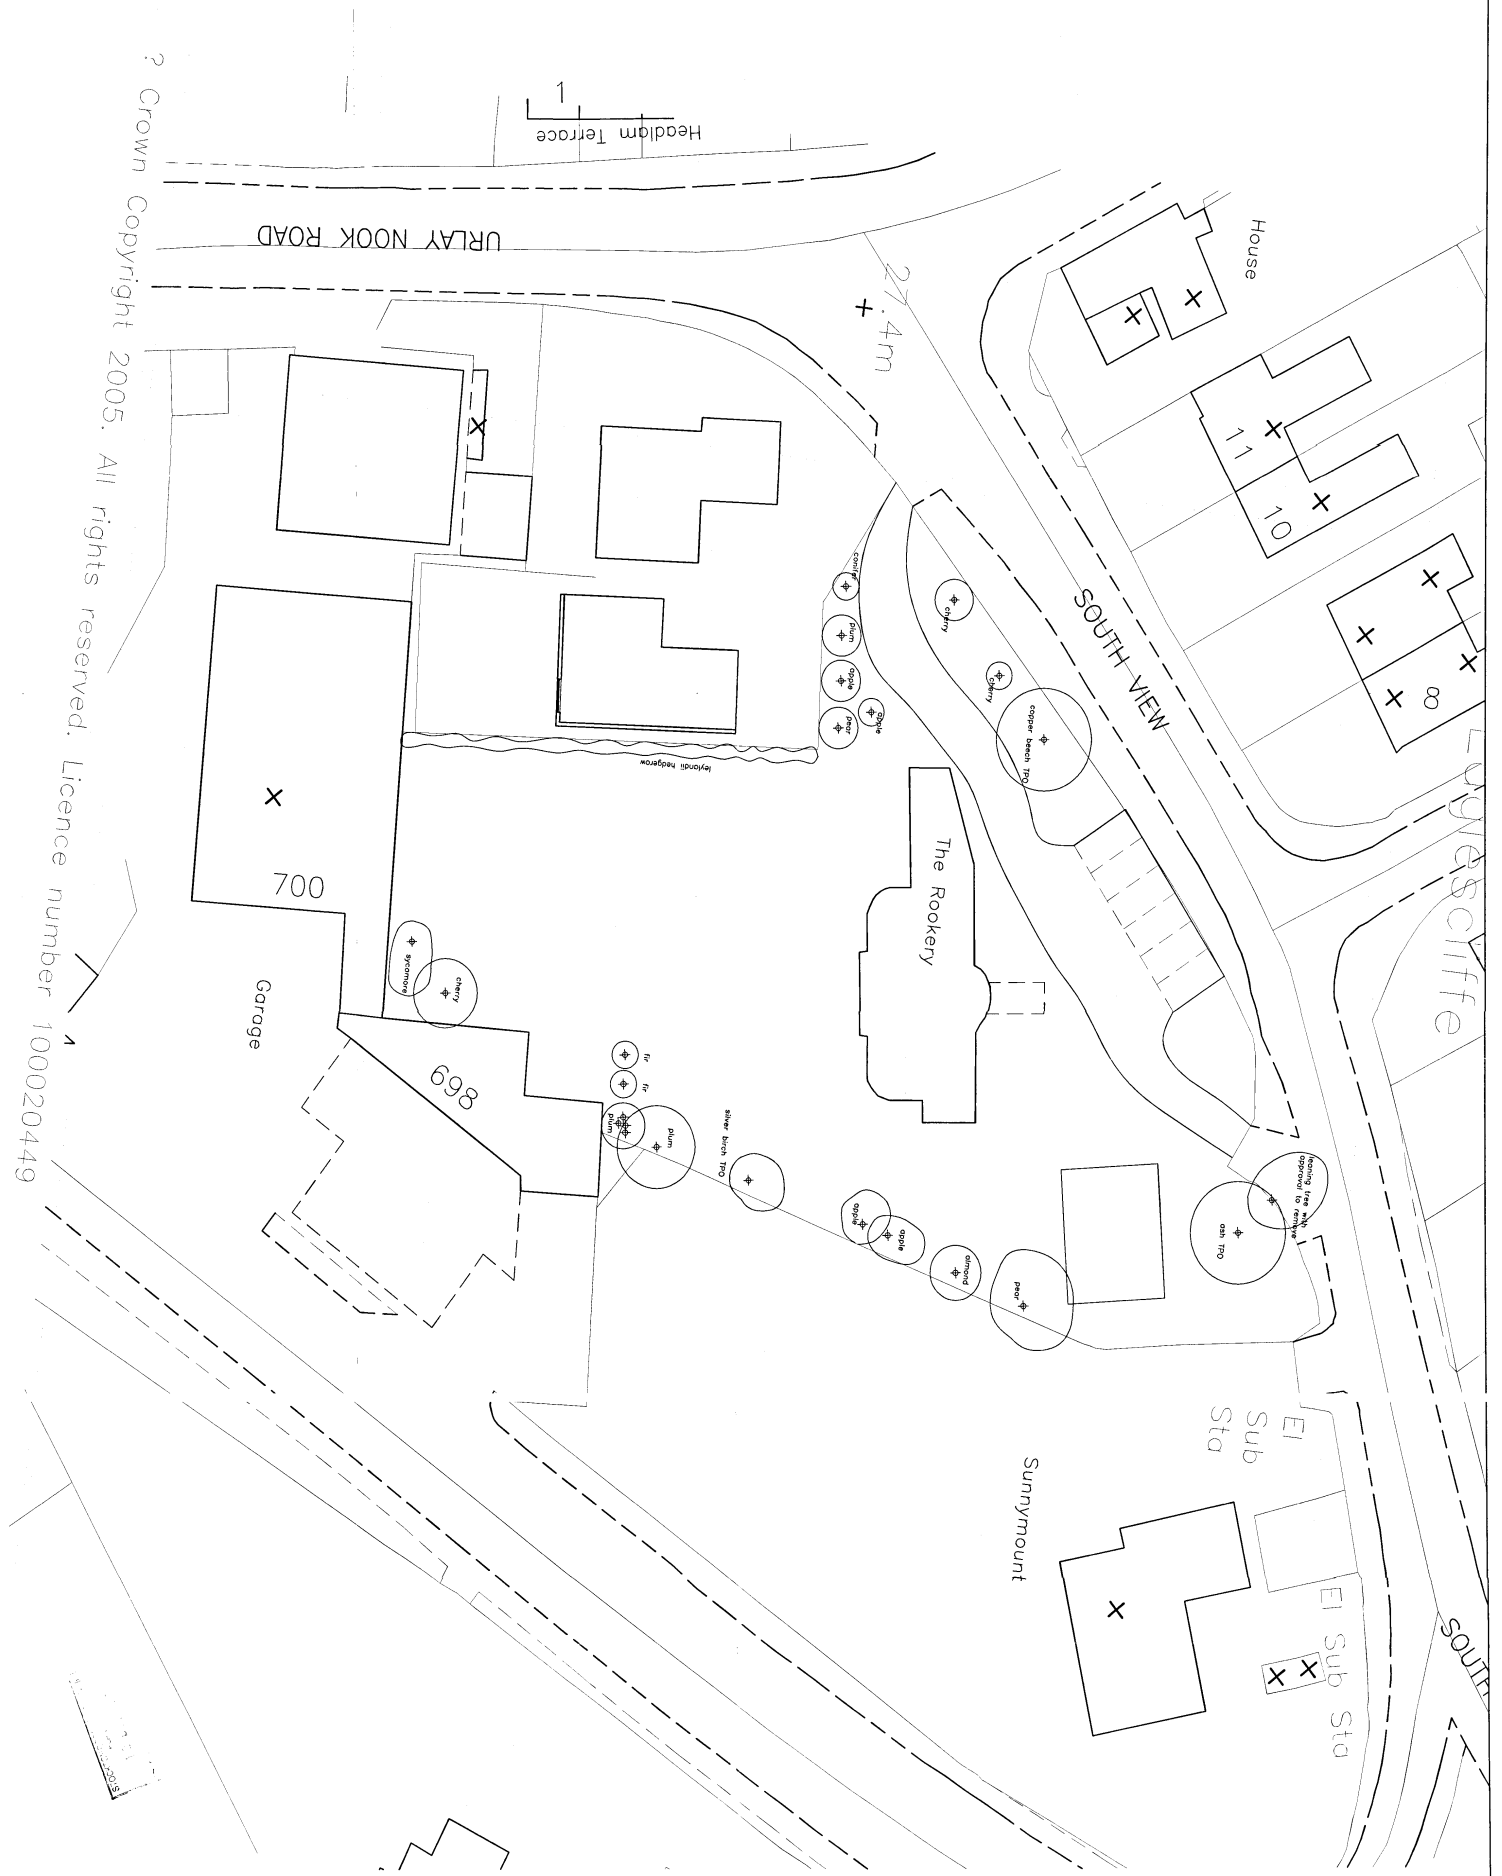 1
Headlam Terrace
URLAY NOOK ROAD
? Crown Copyright 2005. All rights reserved. Licence number 100020449
27.4m
House
11
10
8
SOUTH VIEW
Eaglescliffe
conifer
plum
apple
pear
apple
cherry
cherry
copper beech TPO
leylandii hedgerow
The Rookery
700
sycamore
cherry
Garage
698
fir
fir
plum
plum
silver birch TPO
apple
apple
almond
pear
ash TPO
leaning tree with
approval to remove
El
Sub
Sta
Sunnymount
El Sub Sta
SOUTH